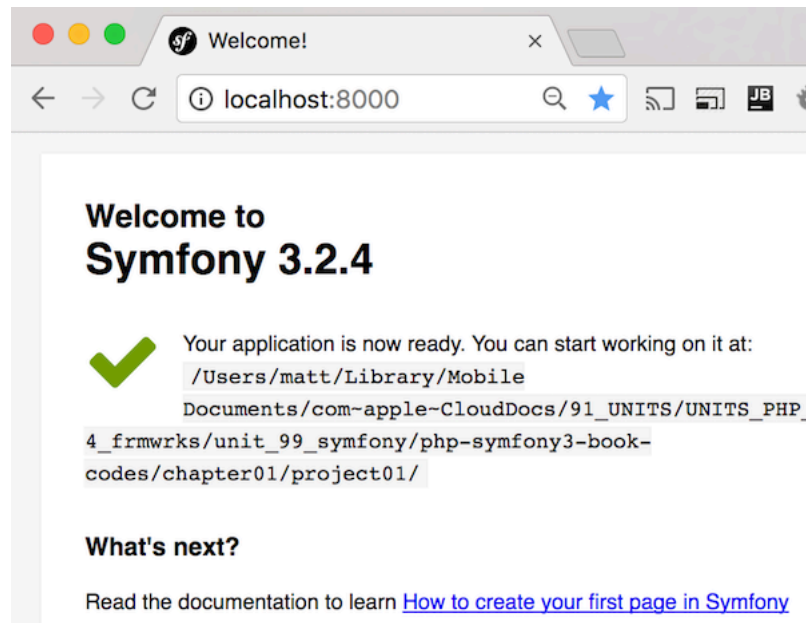 sf Welcome!
localhost:8000
JB
Welcome to
Symfony 3.2.4
Your application is now ready. You can start working on it at:
/Users/matt/Library/Mobile
Documents/com~apple~CloudDocs/91_UNITS/UNITS_PHP_
4_frmwrks/unit_99_symfony/php-symfony3-book-
codes/chapter01/project01/
What's next?
Read the documentation to learn How to create your first page in Symfony